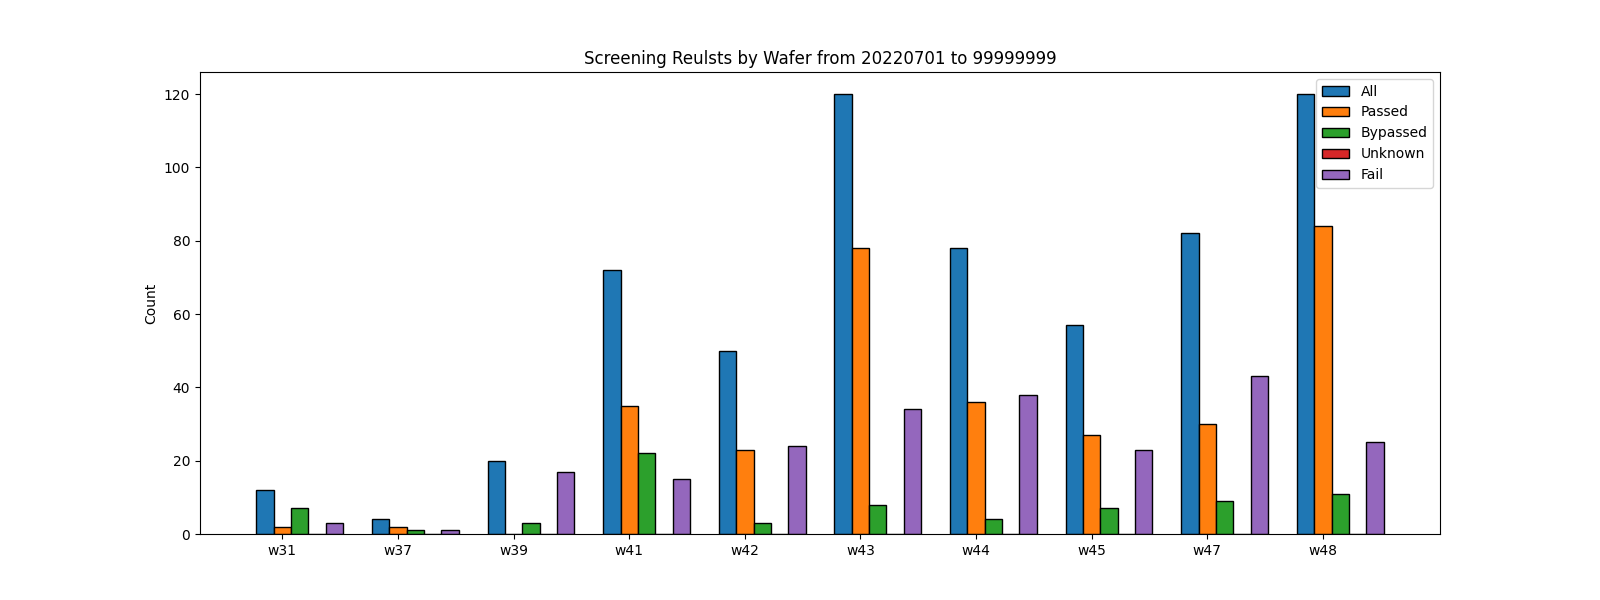 Screening Reulsts by Wafer from 20220701 to 99999999
120
100
80
60
40
20
0
Count
All
Passed
Bypassed
Unknown
Fail
w31 w37 w39 w41 w42 w43 w44 w45 w47 w48